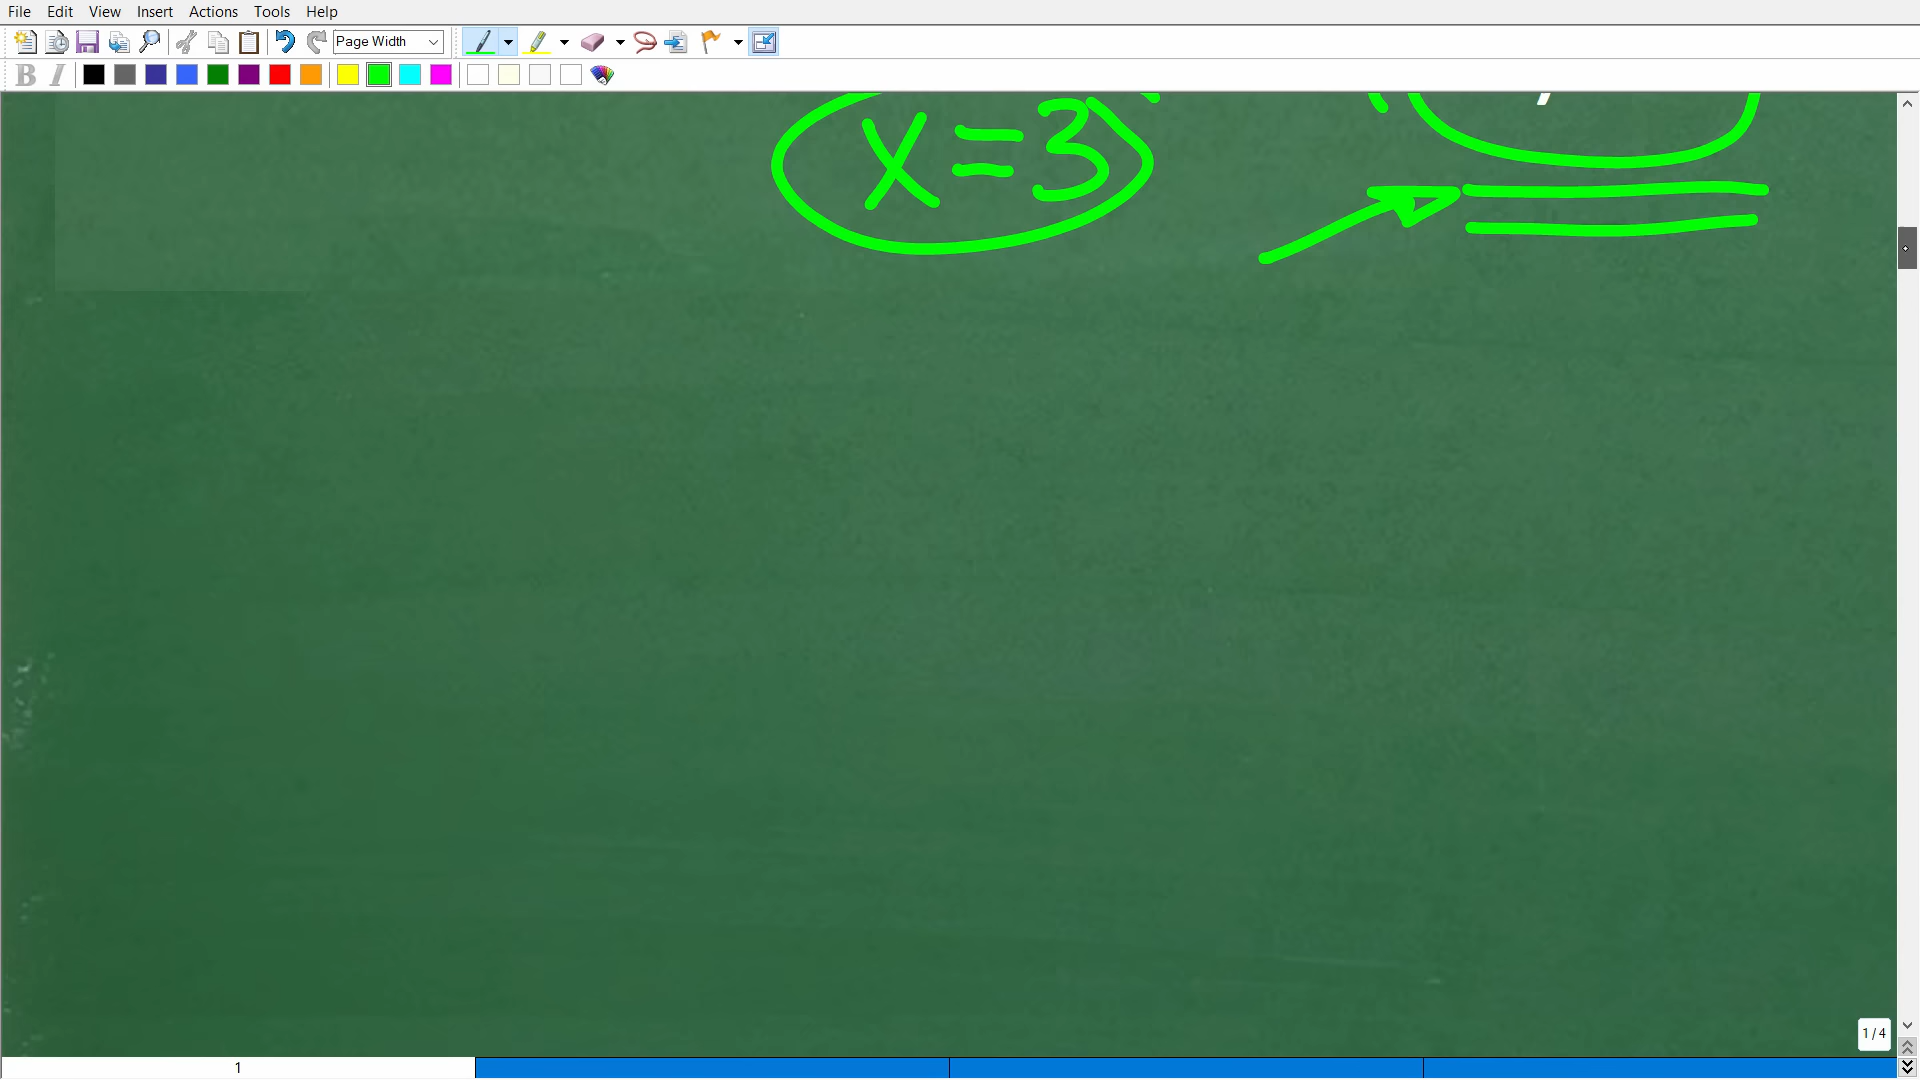 File Edit View Insert Actions Tools Help
Page Width
B I
x=3
1 / 4
1